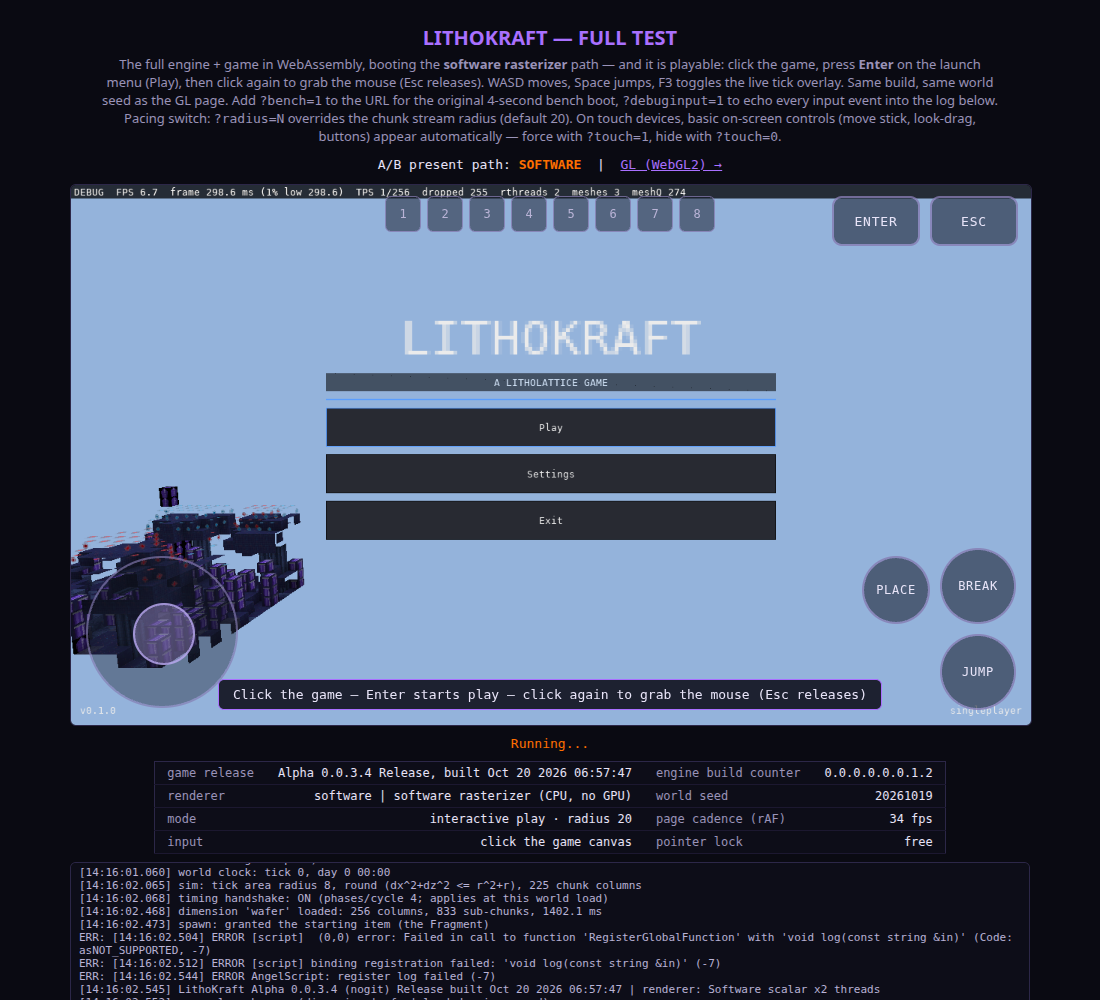 LITHOKRAFT — FULL TEST
The full engine + game in WebAssembly, booting the software rasterizer path — and it is playable: click the game, press Enter on the launch
menu (Play), then click again to grab the mouse (Esc releases). WASD moves, Space jumps, F3 toggles the live tick overlay. Same build, same world
seed as the GL page. Add ?bench=1 to the URL for the original 4-second bench boot, ?debuginput=1 to echo every input event into the log below.
Pacing switch: ?radius=N overrides the chunk stream radius (default 20). On touch devices, basic on-screen controls (move stick, look-drag,
buttons) appear automatically — force with ?touch=1, hide with ?touch=0.
A/B present path: SOFTWARE | GL (WebGL2) →
DEBUG FPS 6.7 frame 298.6 ms (1% low 298.6) TPS 1/256 dropped 255 rthreads 2 meshes 3 meshQ 274
1 2 3 4 5 6 7 8
ENTER ESC
LITHOKRAFT
A LITHOLATTICE GAME
Play
Settings
Exit
PLACE BREAK
JUMP
Click the game — Enter starts play — click again to grab the mouse (Esc releases)
v0.1.0 singleplayer
Running...
game release Alpha 0.0.3.4 Release, built Oct 20 2026 06:57:47 engine build counter 0.0.0.0.0.0.1.2
renderer software | software rasterizer (CPU, no GPU) world seed 20261019
mode interactive play · radius 20 page cadence (rAF) 34 fps
input click the game canvas pointer lock free
[14:16:01.060] world clock: tick 0, day 0 00:00
[14:16:02.065] sim: tick area radius 8, round (dx^2+dz^2 <= r^2+r), 225 chunk columns
[14:16:02.068] timing handshake: ON (phases/cycle 4; applies at this world load)
[14:16:02.468] dimension 'wafer' loaded: 256 columns, 833 sub-chunks, 1402.1 ms
[14:16:02.473] spawn: granted the starting item (the Fragment)
ERR: [14:16:02.504] ERROR [script] (0,0) error: Failed in call to function 'RegisterGlobalFunction' with 'void log(const string &in)' (Code:
asNOT_SUPPORTED, -7)
ERR: [14:16:02.512] ERROR [script] binding registration failed: 'void log(const string &in)' (-7)
ERR: [14:16:02.544] ERROR AngelScript: register log failed (-7)
[14:16:02.545] LithoKraft Alpha 0.0.3.4 (nogit) Release built Oct 20 2026 06:57:47 | renderer: Software scalar x2 threads